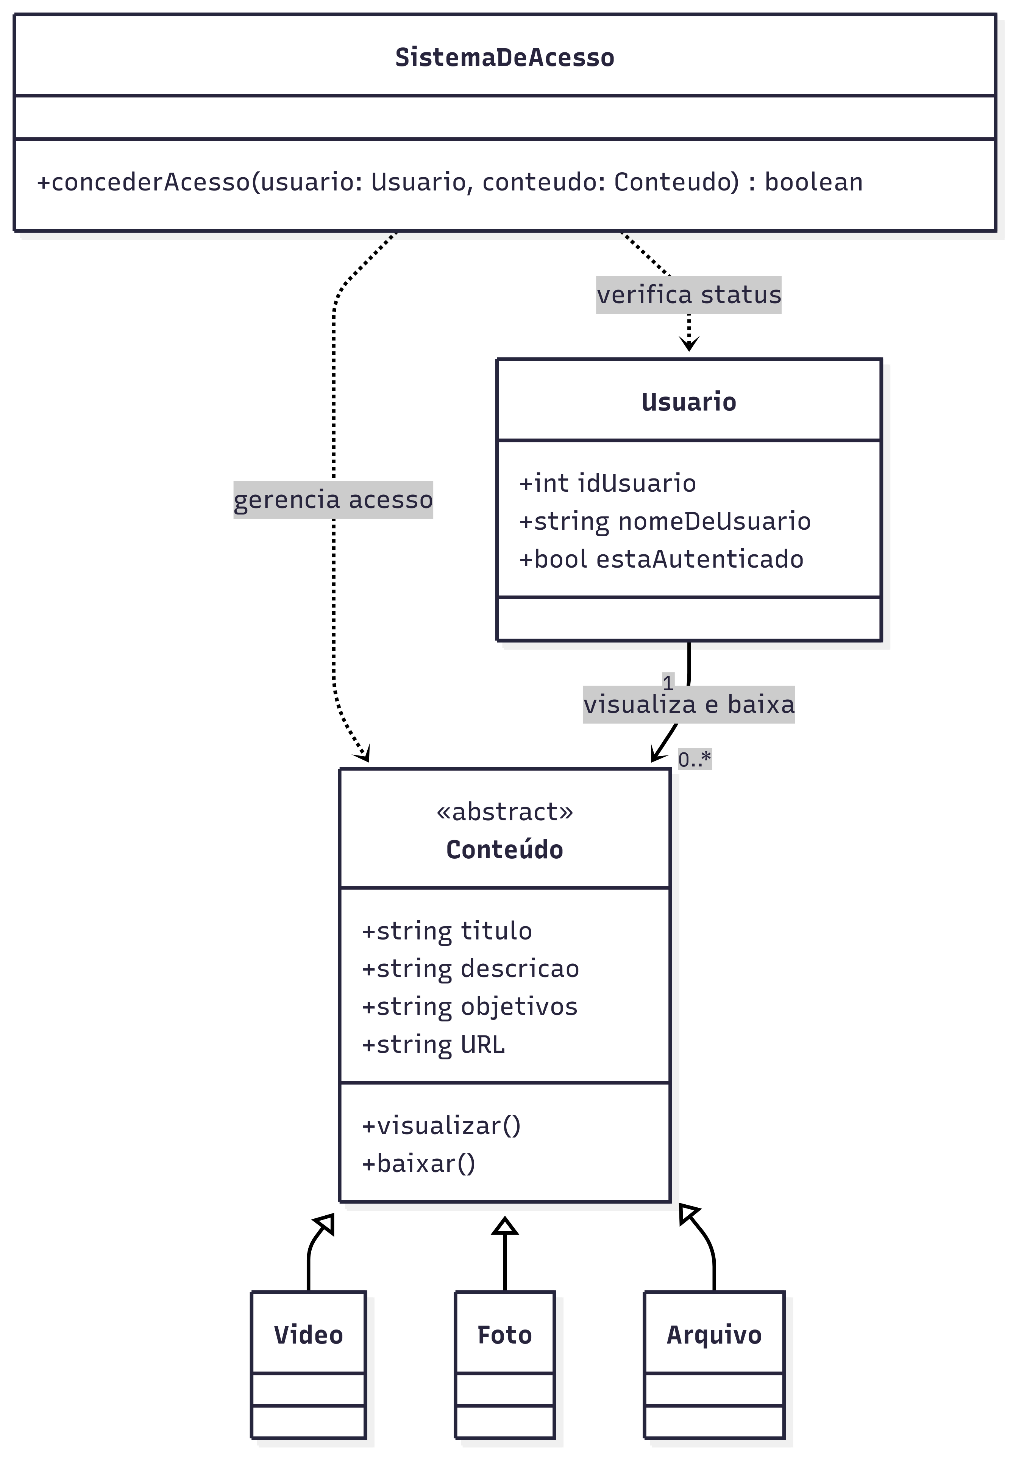 SistemaDeAcesso
+concederAcesso(usuario: Usuario, conteudo: Conteudo) : boolean
verifica status
Usuario
+int idUsuario
+string nomeDeUsuario
+bool estaAutenticado
gerencia acesso
1
visualiza e baixa
0..*
«abstract»
Conteúdo
+string titulo
+string descricao
+string objetivos
+string URL
+visualizar()
+baixar()
Video
Foto
Arquivo